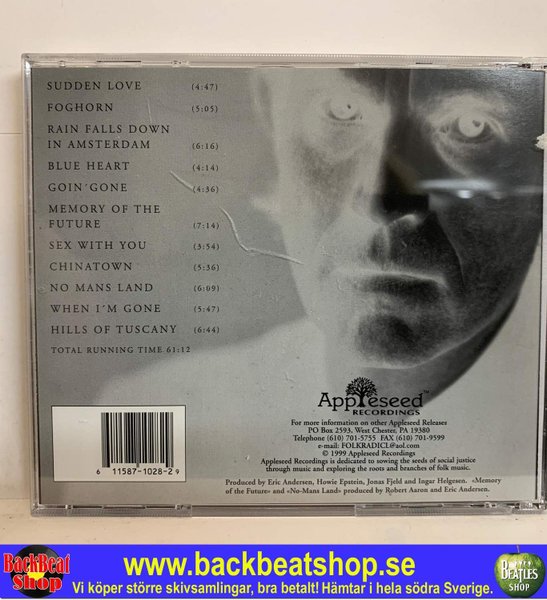 SUDDEN LOVE (4:47)
FOGHORN (5:05)
RAIN FALLS DOWN
IN AMSTERDAM (6:16)
BLUE HEART (4:14)
GOIN´GONE (4:36)
MEMORY OF THE
FUTURE (7:14)
SEX WITH YOU (3:54)
CHINATOWN (5:36)
NO MANS LAND (6:09)
WHEN I´M GONE (5:47)
HILLS OF TUSCANY (6:44)
TOTAL RUNNING TIME 61:12
Appleseed™
RECORDINGS
For more information on other Appleseed Releases
PO Box 2593, West Chester, PA 19380
Telephone (610) 701-5755 FAX (610) 701-9599
e-mail: FOLKRADICL@aol.com
© 1999 Appleseed Recordings
Appleseed Recordings is dedicated to sowing the seeds of social justice
through music and exploring the roots and branches of folk music.
6 11587-1028-2 9
Produced by Eric Andersen, Howie Epstein, Jonas Fjeld and Ingar Helgesen. «Memory
of the Future» and «No-Mans Land» produced by Robert Aaron and Eric Andersen.
BackBeat
Shop
www.backbeatshop.se
Vi köper större skivsamlingar, bra betalt! Hämtar i hela södra Sverige.
BEATLES
SHOP